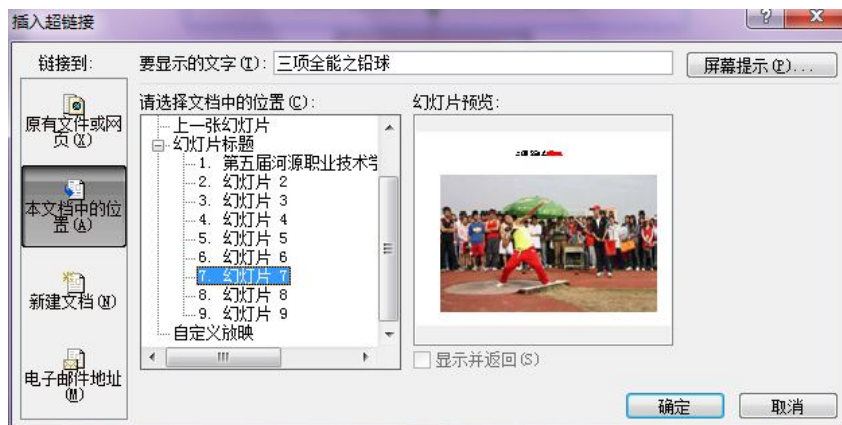 插入超链接
链接到:
要显示的文字(T): 三项全能之铅球
屏幕提示(P)...
原有文件或网
页(X)
本文档中的位
置(A)
新建文档(N)
电子邮件地址
(M)
请选择文档中的位置(C):
上一张幻灯片
幻灯片标题
1. 第五届河源职业技术学
2. 幻灯片 2
3. 幻灯片 3
4. 幻灯片 4
5. 幻灯片 5
6. 幻灯片 6
7. 幻灯片 7
8. 幻灯片 8
9. 幻灯片 9
自定义放映
幻灯片预览:
显示并返回(S)
确定
取消